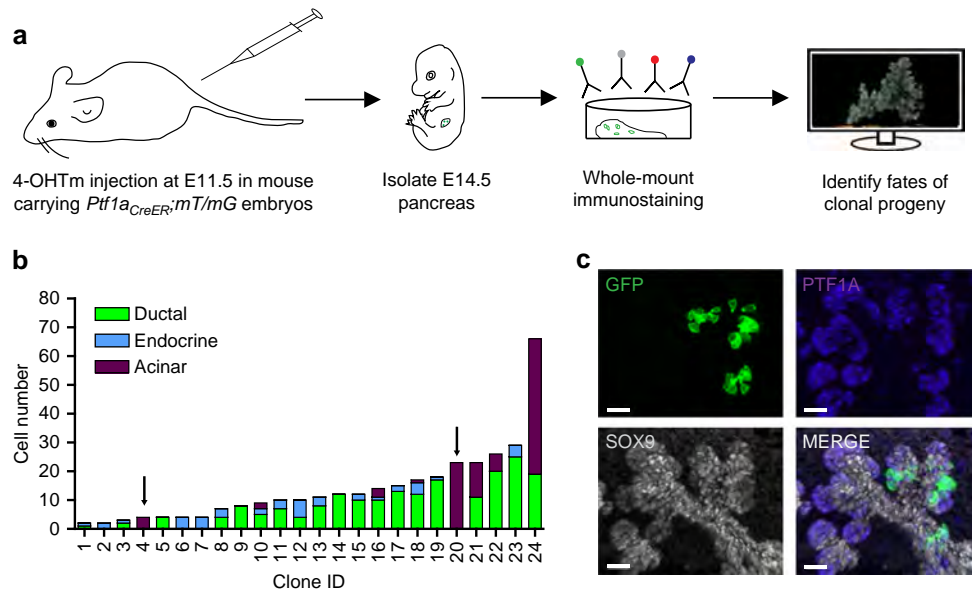 a
4-OHTm injection at E11.5 in mouse
carrying Ptf1aCreER;mT/mG embryos
Isolate E14.5
pancreas
Whole-mount
immunostaining
Identify fates of
clonal progeny
b
Cell number
80
70
60
50
40
30
20
10
0
Ductal
Endocrine
Acinar
1 2 3 4 5 6 7 8 9 10 11 12 13 14 15 16 17 18 19 20 21 22 23 24
Clone ID
c
GFP
PTF1A
SOX9
MERGE